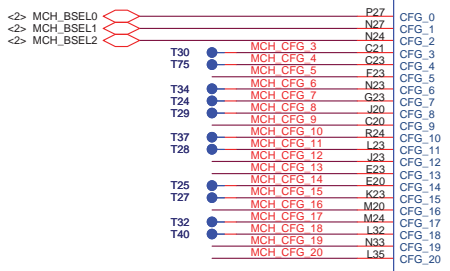 <2> MCH_BSEL0 P27 CFG_0
<2> MCH_BSEL1 N27 CFG_1
<2> MCH_BSEL2 N24 CFG_2
T30 MCH_CFG_3 C21 CFG_3
T75 MCH_CFG_4 C23 CFG_4
MCH_CFG_5 F23 CFG_5
T34 MCH_CFG_6 N23 CFG_6
T24 MCH_CFG_7 G23 CFG_7
T29 MCH_CFG_8 J20 CFG_8
MCH_CFG_9 C20 CFG_9
T37 MCH_CFG_10 R24 CFG_10
T28 MCH_CFG_11 L23 CFG_11
MCH_CFG_12 J23 CFG_12
MCH_CFG_13 E23 CFG_13
T25 MCH_CFG_14 E20 CFG_14
T27 MCH_CFG_15 K23 CFG_15
MCH_CFG_16 M20 CFG_16
T32 MCH_CFG_17 M24 CFG_17
T40 MCH_CFG_18 L32 CFG_18
MCH_CFG_19 N33 CFG_19
MCH_CFG_20 L35 CFG_20